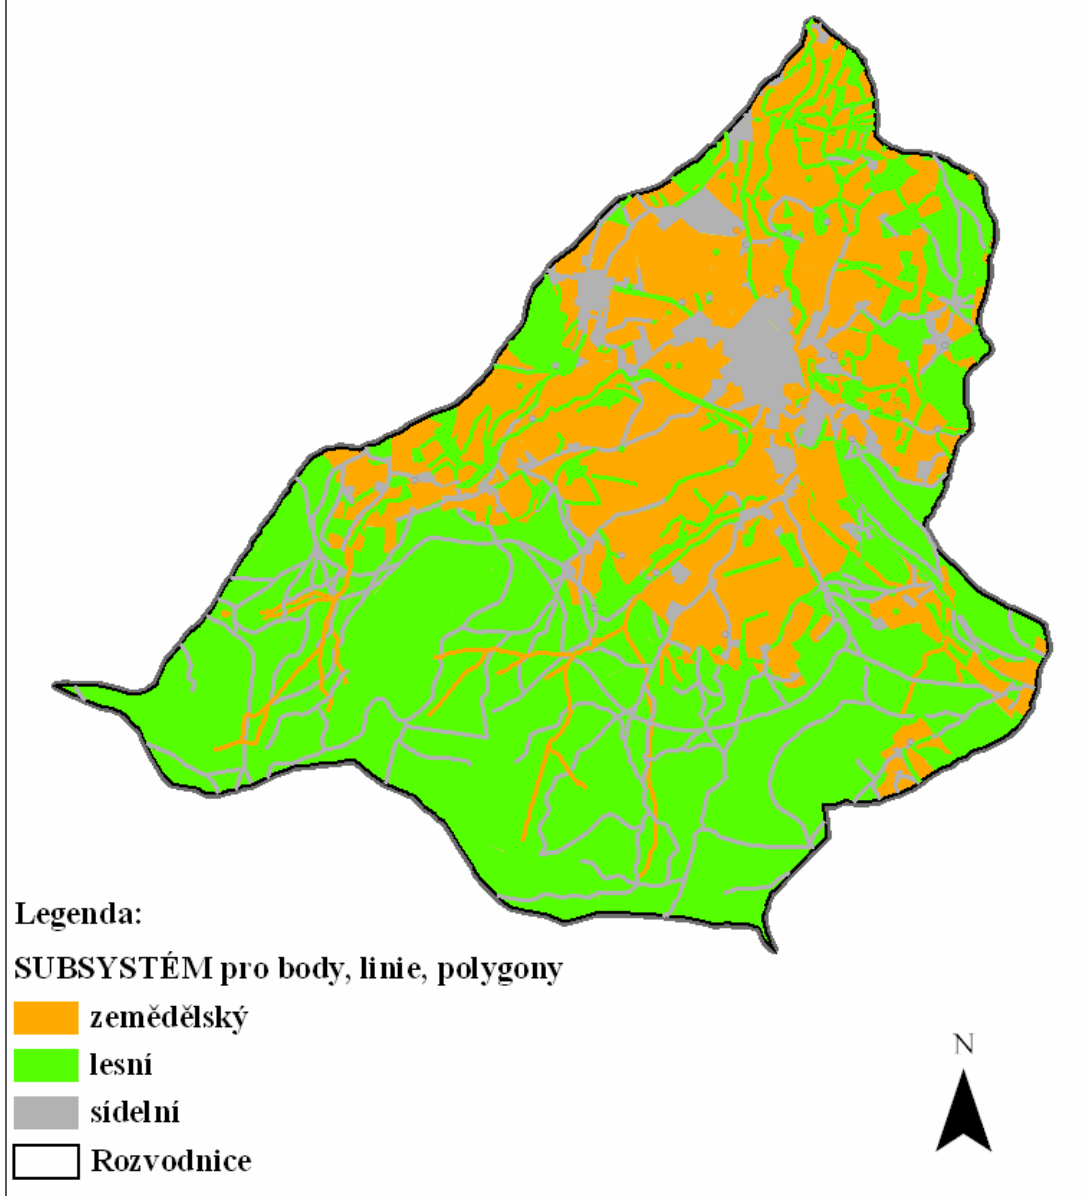 Legenda:
SUBSYSTÉM pro body, linie, polygony
zemědělský
lesní
sídelní
N
Rozvodnice